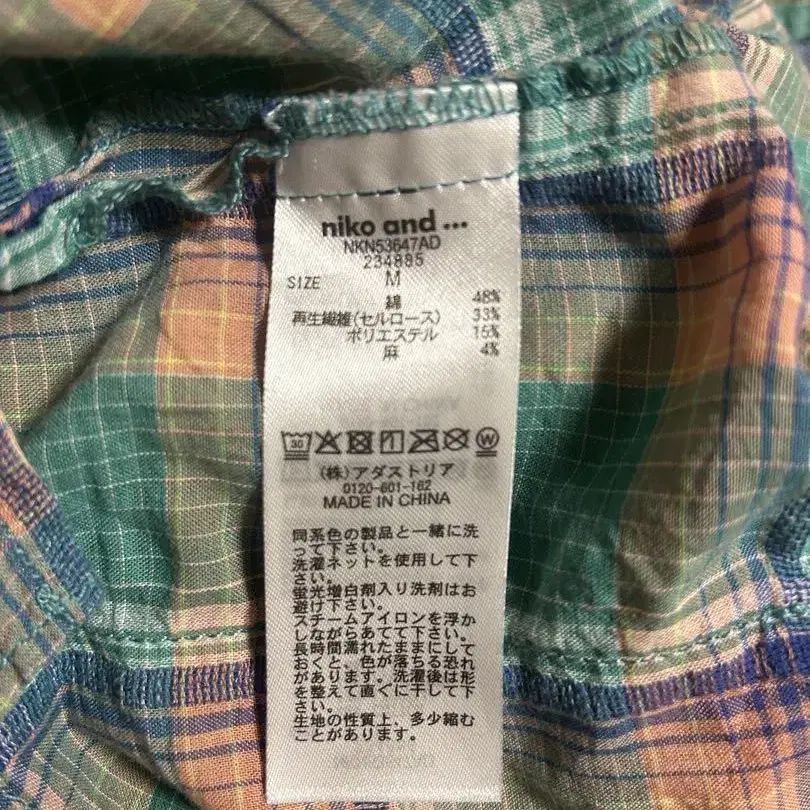 niko and ...
NKN53647AD
234885
SIZE M
綿 48%
再生繊維(セルロース) 33%
ポリエステル 15%
麻 4%
30 W
(株)アダストリア
0120-601-162
MADE IN CHINA
同系色の製品と一緒に洗
って下さい。
洗濯ネットを使用して下
さい。
蛍光増白剤入り洗剤はお
避け下さい。
スチームアイロンを浮か
しながらあてて下さい。
長時間濡れたままにして
おくと、色が落ちる恐れ
があります。洗濯後は形
を整えて直ぐに干して下
さい。
生地の性質上、多少縮む
ことがあります。